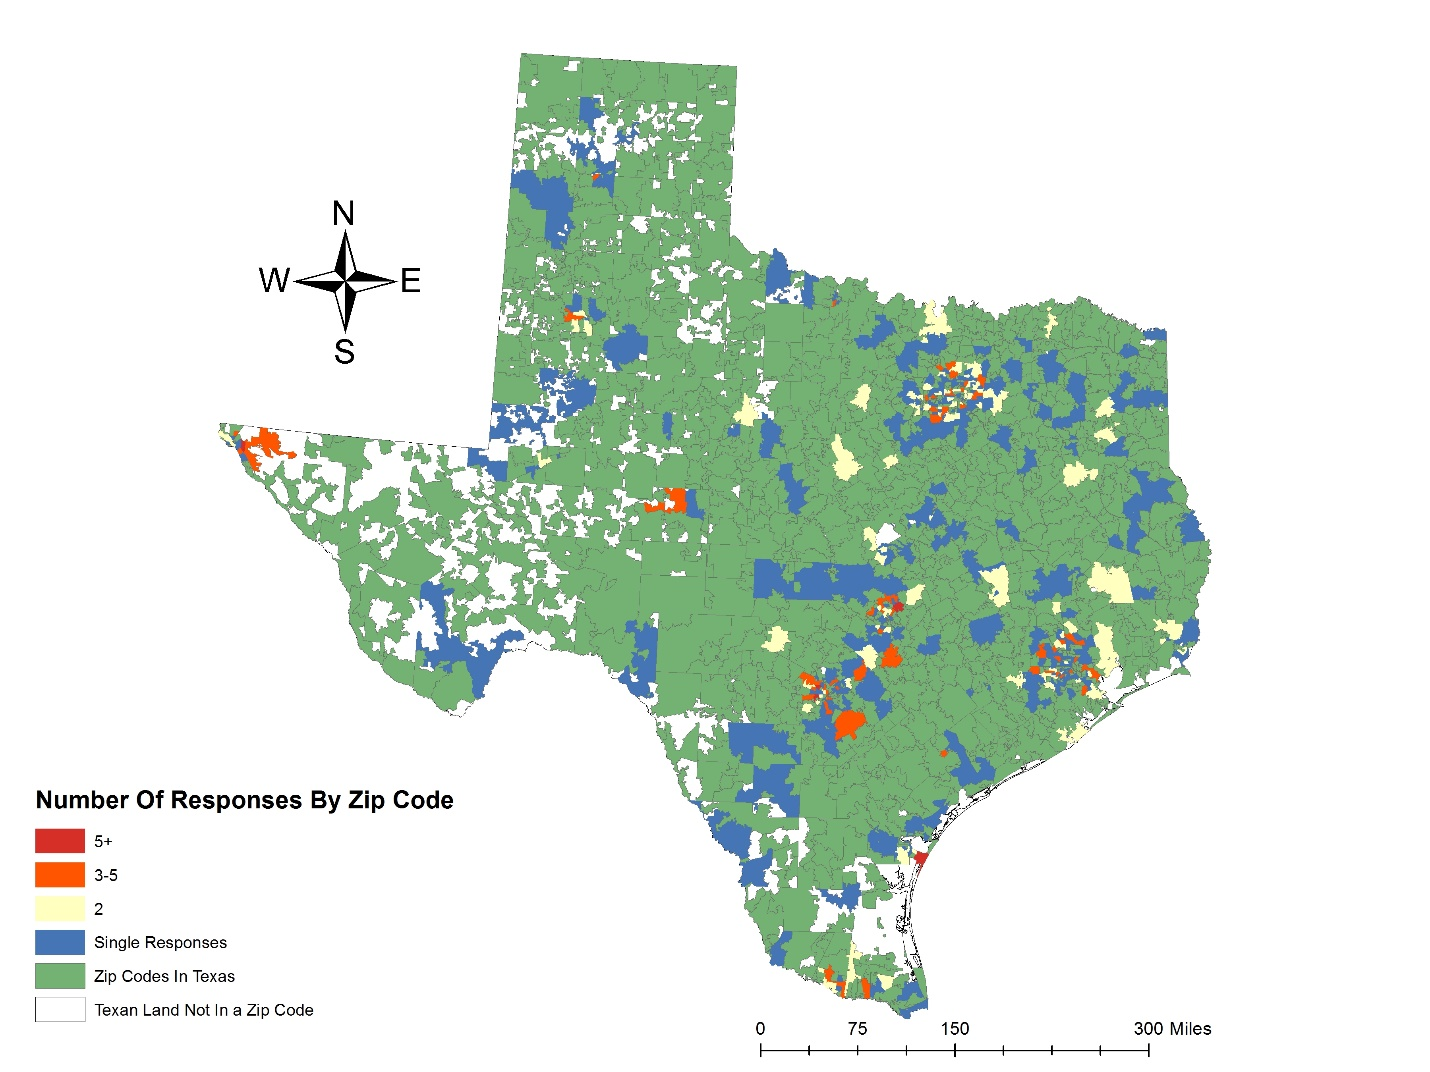 N
W E
S
Number Of Responses By Zip Code
5+
3-5
2
Single Responses
Zip Codes In Texas
Texan Land Not In a Zip Code
0 75 150 300 Miles